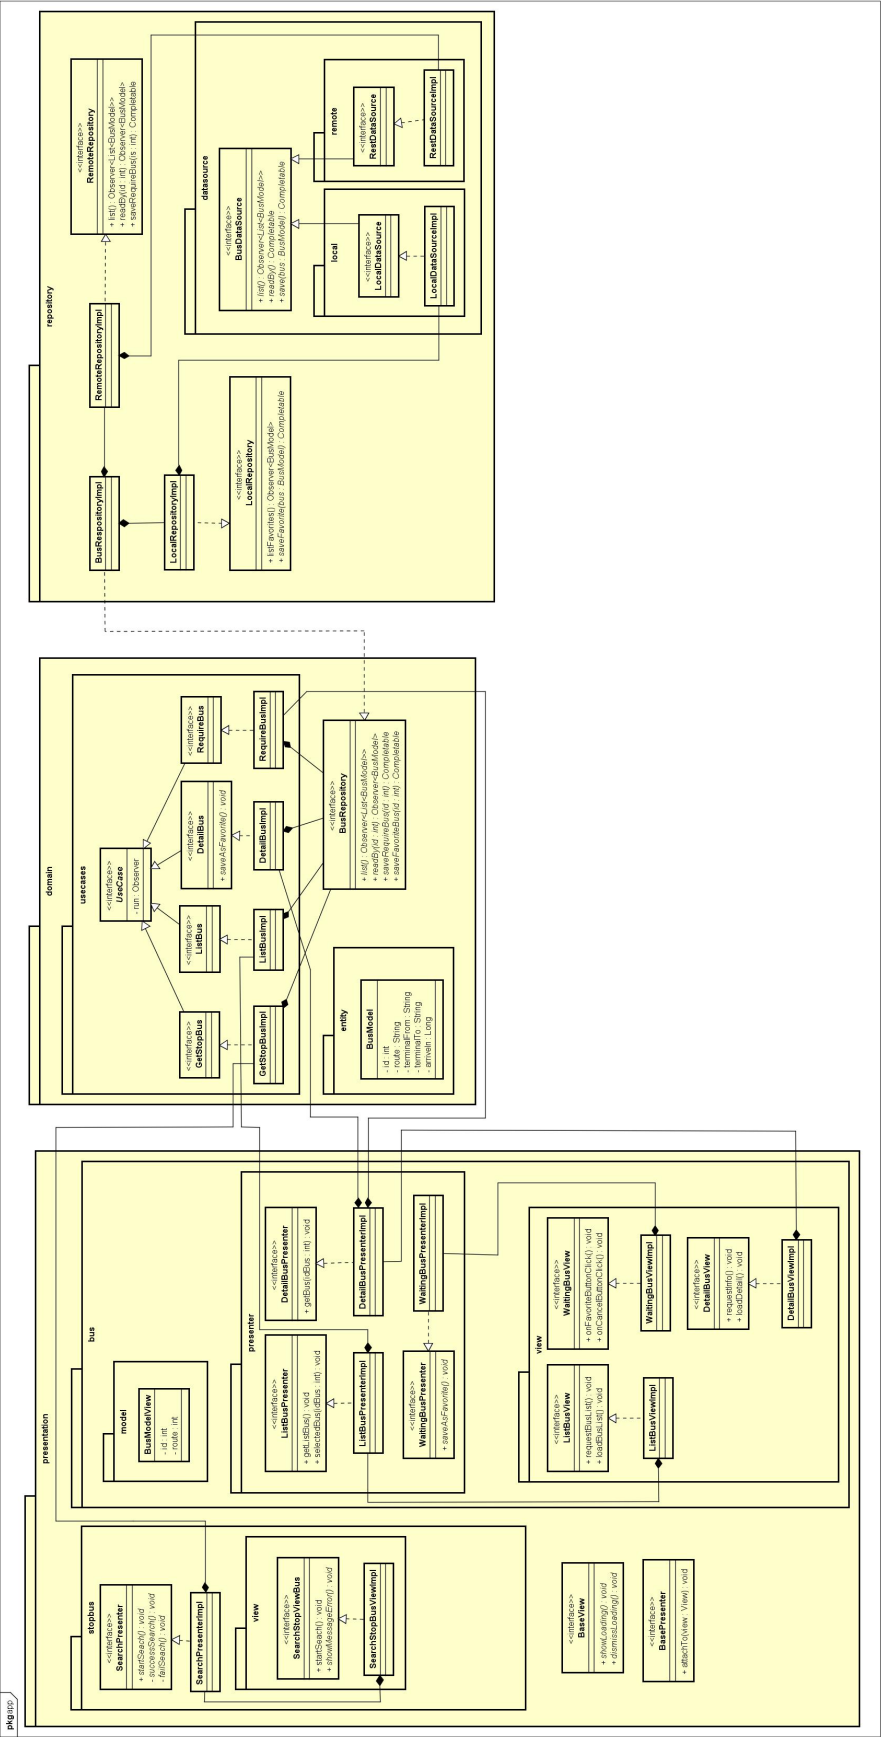 pkg app
presentation
stopbus
<<interface>>
SearchPresenter
+ startSeach() : void
- successSearch() : void
- failSeach() : void
SearchPresenterImpl
view
<<interface>>
SearchStopViewBus
+ startSeach() : void
+ showMessageError() : void
SearchStopBusViewImpl
<<interface>>
BaseView
+ showLoading() : void
+ dismissLoading() : void
<<interface>>
BasePresenter
+ attachTo(view : View) : void
bus
model
BusModelView
- id : int
- route : int
presenter
<<interface>>
ListBusPresenter
+ getListBus() : void
+ selectedBus(idBus : int) : void
ListBusPresenterImpl
<<interface>>
WaitingBusPresenter
+ saveAsFavorite() : void
<<interface>>
DetailBusPresenter
+ getBus(idBus : int) : void
DetailBusPresenterImpl
WaitingBusPresenterImpl
view
<<interface>>
ListBusView
+ requestBusList() : void
+ loadBusList() : void
ListBusViewImpl
<<interface>>
WaitingBusView
+ onFavoriteButtonClick() : void
+ onCancelButtonClick() : void
WaitingBusViewImpl
<<interface>>
DetailBusView
+ requestInfo() : void
+ loadDetail() : void
DetailBusViewImpl
domain
usecases
<<interface>>
UseCase
- run : Observer
<<interface>>
GetStopBus
<<interface>>
ListBus
<<interface>>
DetailBus
+ saveAsFavorite() : void
<<interface>>
RequireBus
GetStopBusImpl
ListBusImpl
DetailBusImpl
RequireBusImpl
entity
BusModel
- id : int
- route : String
- terminalFrom : String
- terminalTo : String
- arriveIn : Long
<<interface>>
BusRepository
+ list() : Observer<List<BusModel>>
+ readBy(id : int) : Observer<BusModel>
+ saveRequireBus(id : int) : Completable
+ saveFavoriteBus(id : int) : Completable
repository
BusRespositoryImpl
RemoteRepositoryImpl
<<interface>>
RemoteRepository
+ list() : Observer<List<BusModel>>
+ readBy(id : int) : Observer<BusModel>
+ saveRequireBus(is : int) : Completable
LocalRepositoryImpl
<<interface>>
LocalRepository
+ listFavorites() : Observer<BusModel>
+ saveFavorite(bus : BusModel) : Completable
datasource
<<interface>>
BusDataSource
+ list() : Observer<List<BusModel>>
+ readBy() : Completable
+ save(bus : BusModel) : Completable
local
<<interface>>
LocalDataSource
LocalDataSourceImpl
remote
<<interface>>
RestDataSource
RestDataSourceImpl